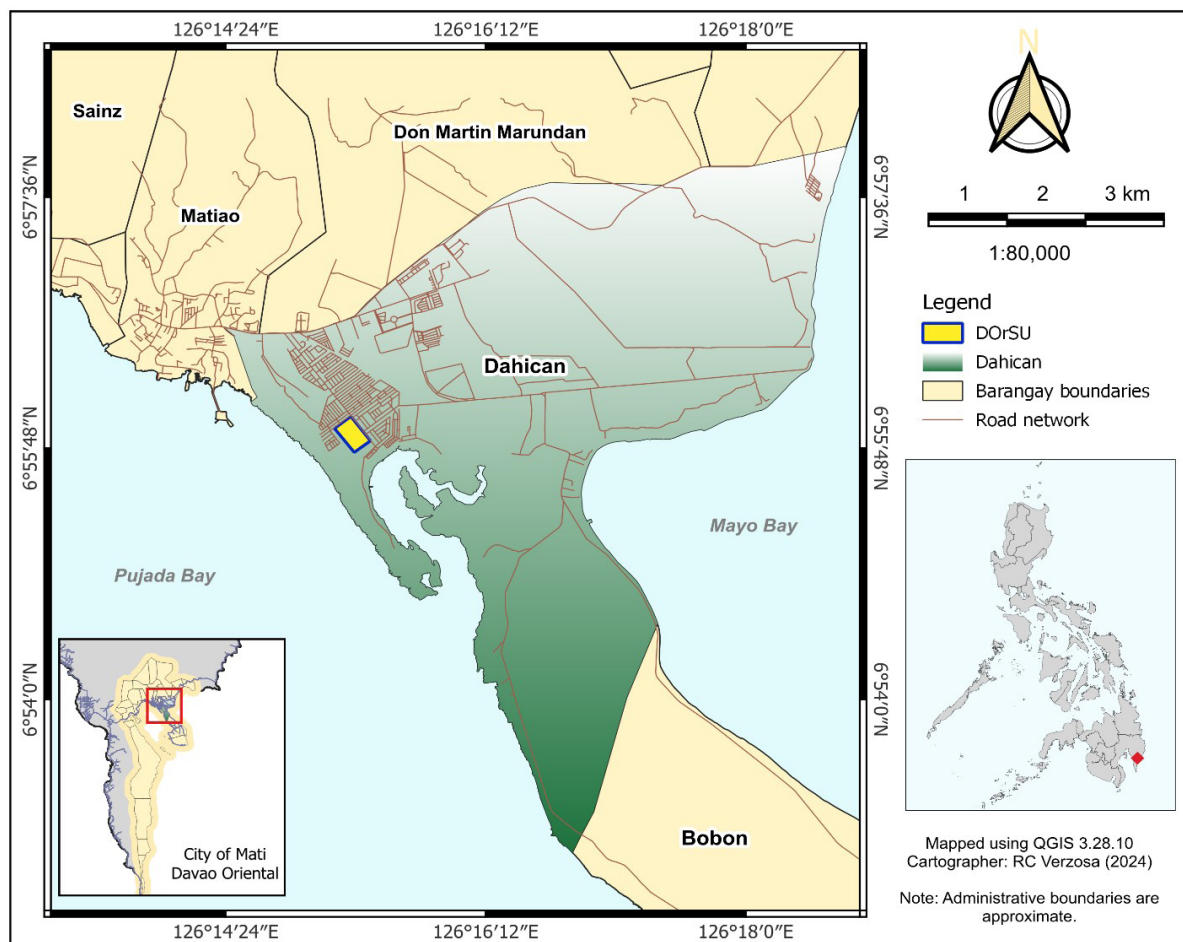 126°14′24″E
126°16′12″E
126°18′0″E
Sainz
Don Martin Marundan
Matiao
6°57′36″N
6°57′36″N
Dahican
6°55′48″N
6°55′48″N
Mayo Bay
Pujada Bay
6°54′0″N
6°54′0″N
Bobon
City of Mati
Davao Oriental
126°14′24″E
126°16′12″E
126°18′0″E
N
1 2 3 km
1:80,000
Legend
DOrSU
Dahican
Barangay boundaries
Road network
Mapped using QGIS 3.28.10
Cartographer: RC Verzosa (2024)
Note: Administrative boundaries are
approximate.